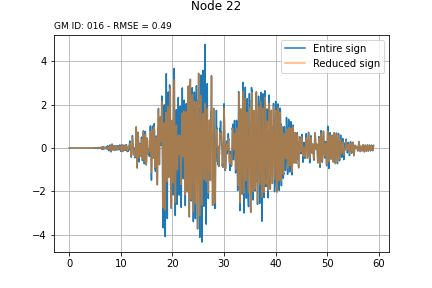 Node 22
GM ID: 016 - RMSE = 0.49
Entire sign
Reduced sign
4
2
0
−2
−4
0 10 20 30 40 50 60